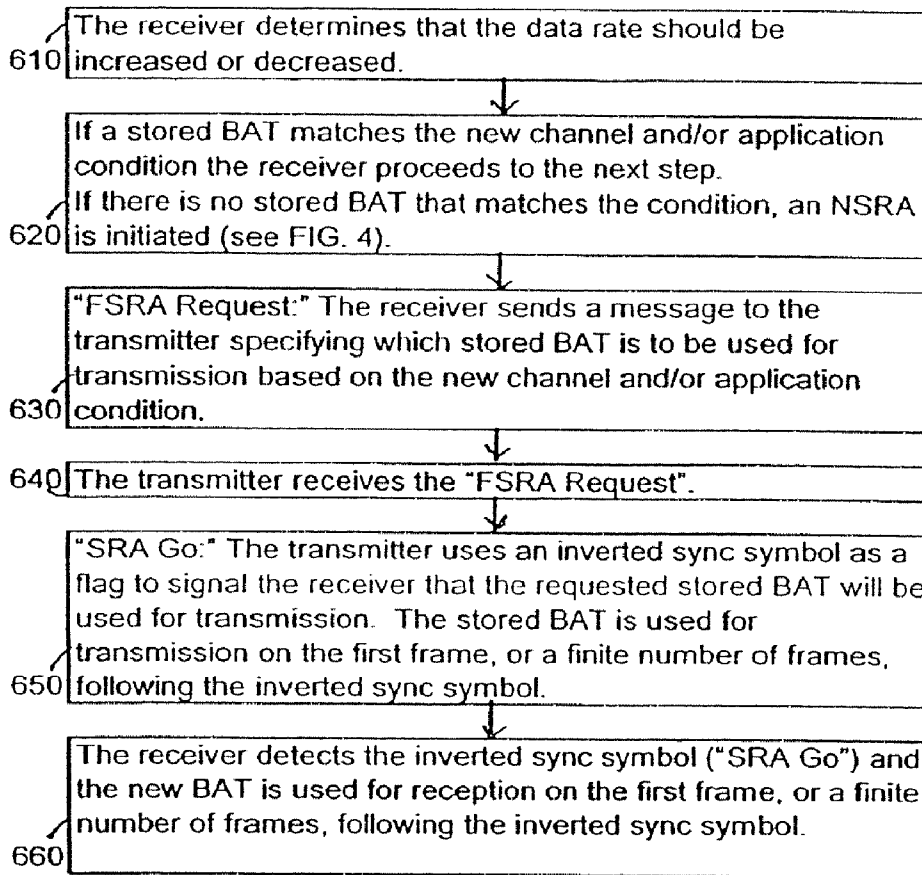 The receiver determines that the data rate should be
610 increased or decreased.
If a stored BAT matches the new channel and/or application
condition the receiver proceeds to the next step.
If there is no stored BAT that matches the condition, an NSRA
620 is initiated (see FIG. 4).
"FSRA Request:" The receiver sends a message to the
transmitter specifying which stored BAT is to be used for
transmission based on the new channel and/or application
630 condition.
640 The transmitter receives the "FSRA Request".
"SRA Go:" The transmitter uses an inverted sync symbol as a
flag to signal the receiver that the requested stored BAT will be
used for transmission. The stored BAT is used for
transmission on the first frame, or a finite number of frames,
650 following the inverted sync symbol.
The receiver detects the inverted sync symbol ("SRA Go") and
the new BAT is used for reception on the first frame, or a finite
number of frames, following the inverted sync symbol.
660